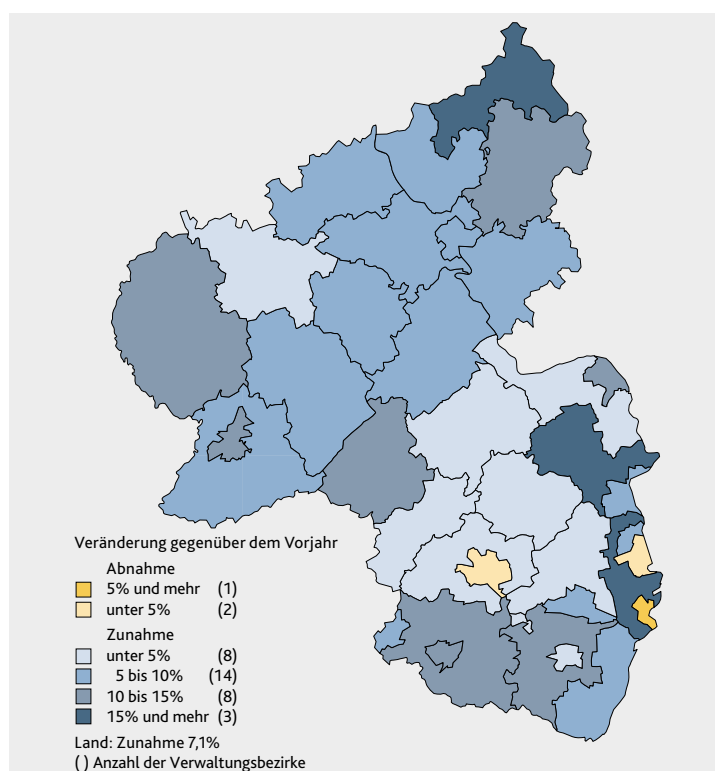 Veränderung gegenüber dem Vorjahr
Abnahme
5% und mehr (1)
unter 5% (2)
Zunahme
unter 5% (8)
5 bis 10% (14)
10 bis 15% (8)
15% und mehr (3)
Land: Zunahme 7,1%
( ) Anzahl der Verwaltungsbezirke